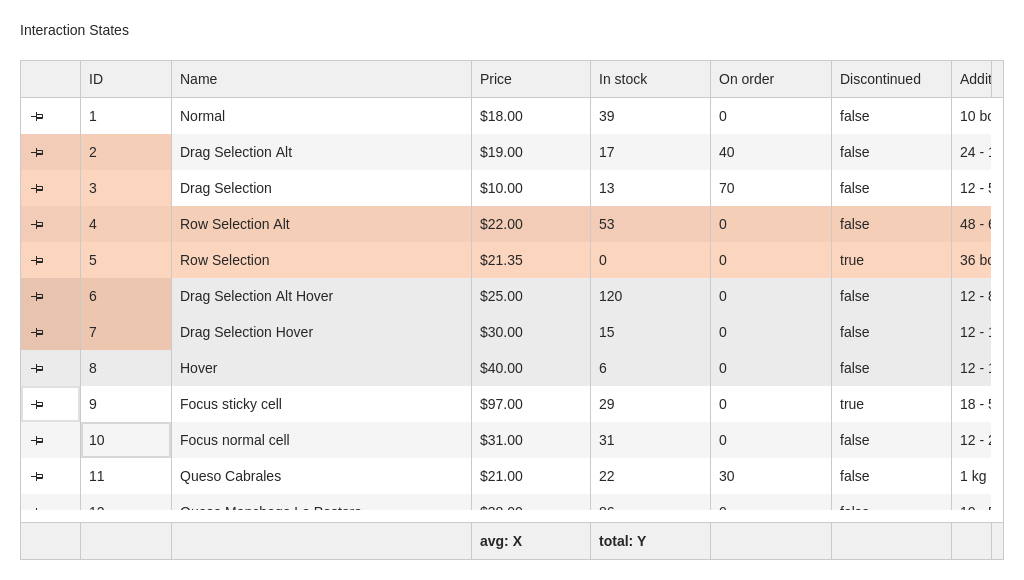 Interaction States
ID Name Price In stock On order Discontinued Addit
1 Normal $18.00 39 0 false 10 bo
2 Drag Selection Alt $19.00 17 40 false 24 - 1
3 Drag Selection $10.00 13 70 false 12 - 5
4 Row Selection Alt $22.00 53 0 false 48 - 6
5 Row Selection $21.35 0 0 true 36 bo
6 Drag Selection Alt Hover $25.00 120 0 false 12 - 8
7 Drag Selection Hover $30.00 15 0 false 12 - 1
8 Hover $40.00 6 0 false 12 - 1
9 Focus sticky cell $97.00 29 0 true 18 - 5
10 Focus normal cell $31.00 31 0 false 12 - 2
11 Queso Cabrales $21.00 22 30 false 1 kg
12 Queso Manchego La Pastora $38.00 86 0 false 10 - 5
avg: X total: Y